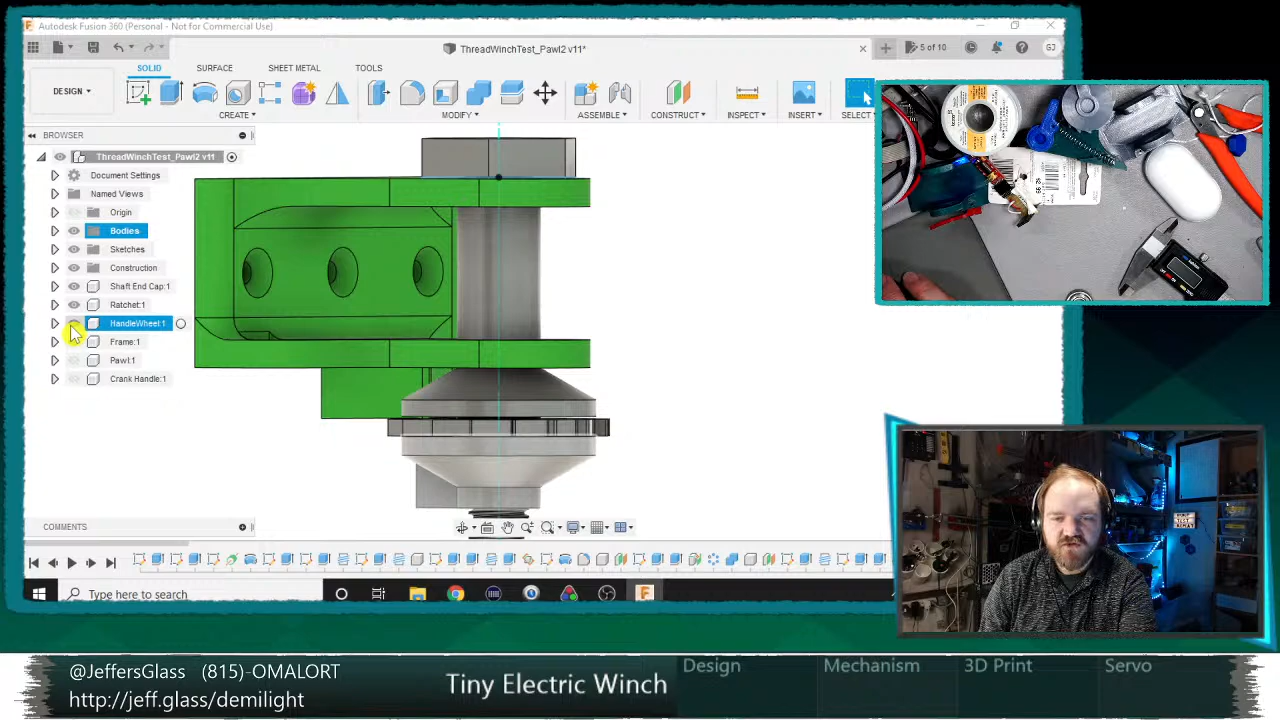 Autodesk Fusion 360 (Personal - Not for Commercial Use)
ThreadWinchTest_Pawl2 v11*
5 of 10
GJ
SOLID
SURFACE
SHEET METAL
TOOLS
DESIGN
CREATE
MODIFY
ASSEMBLE
CONSTRUCT
INSPECT
INSERT
SELECT
BROWSER
ThreadWinchTest_Pawl2 v11
Document Settings
Named Views
Origin
Bodies
Sketches
Construction
Shaft End Cap:1
Ratchet:1
HandleWheel:1
Frame:1
Pawl:1
Crank Handle:1
COMMENTS
Type here to search
@JeffersGlass (815)-OMALORT
http://jeff.glass/demilight
Tiny Electric Winch
Design
Mechanism
3D Print
Servo